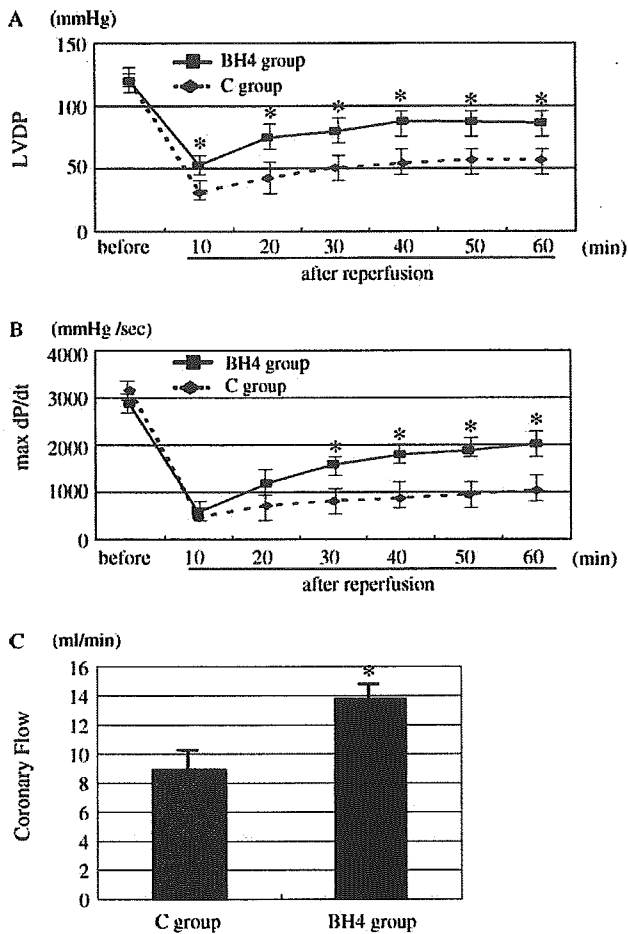 A (mmHg)
150
BH4 group
C group
*
*
*
*
*
*
100
LVDP
50
0
before 10 20 30 40 50 60 (min)
after reperfusion
B (mmHg /sec)
4000
BH4 group
C group
3000
max dP/dt
*
*
*
*
2000
1000
0
before 10 20 30 40 50 60 (min)
after reperfusion
C (ml/min)
16
*
14
12
10
Coronary Flow
8
6
4
2
0
C group BH4 group